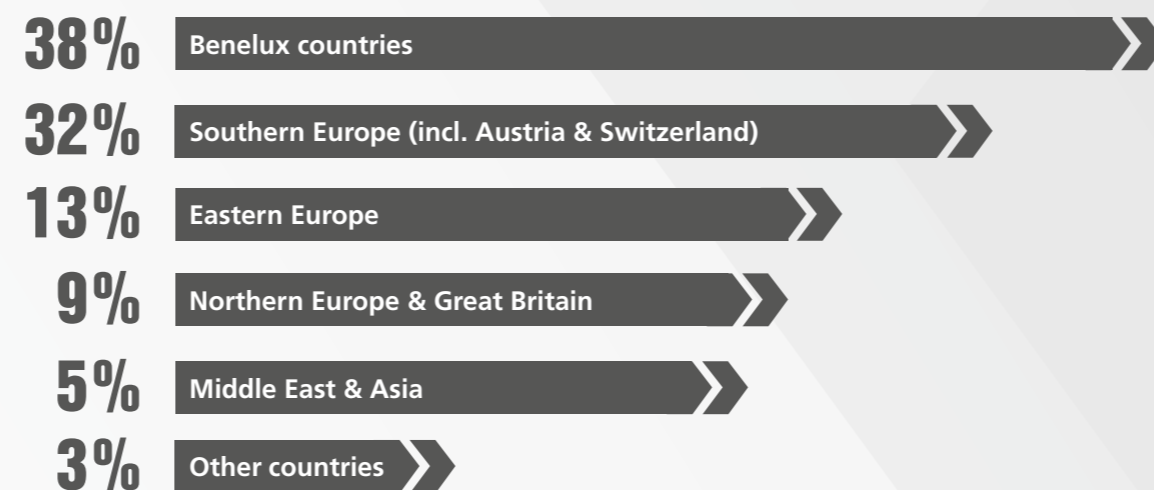 38% Benelux countries
32% Southern Europe (incl. Austria & Switzerland)
13% Eastern Europe
9% Northern Europe & Great Britain
5% Middle East & Asia
3% Other countries